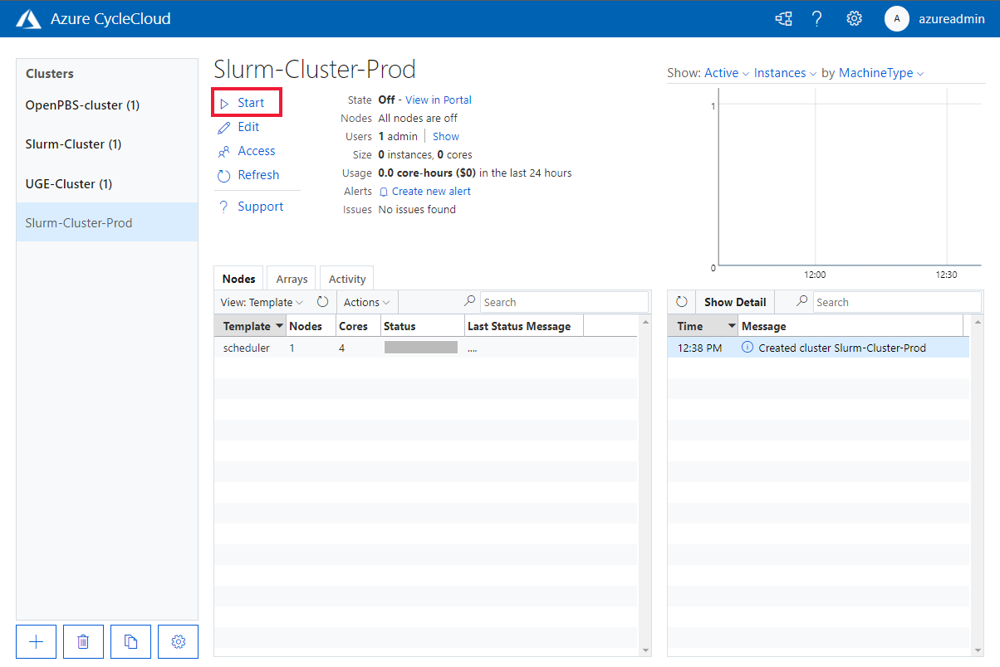 Azure CycleCloud
A azureadmin
Clusters
OpenPBS-cluster (1)
Slurm-Cluster (1)
UGE-Cluster (1)
Slurm-Cluster-Prod
Slurm-Cluster-Prod
Start
Edit
Access
Refresh
? Support
State Off - View in Portal
Nodes All nodes are off
Users 1 admin | Show
Size 0 instances, 0 cores
Usage 0.0 core-hours ($0) in the last 24 hours
Alerts Create new alert
Issues No issues found
Show: Active Instances by MachineType
1
0
12:00 12:30
Nodes Arrays Activity
View: Template Actions Search
Template Nodes Cores Status Last Status Message
scheduler 1 4 ....
Show Detail Search
Time Message
12:38 PM Created cluster Slurm-Cluster-Prod